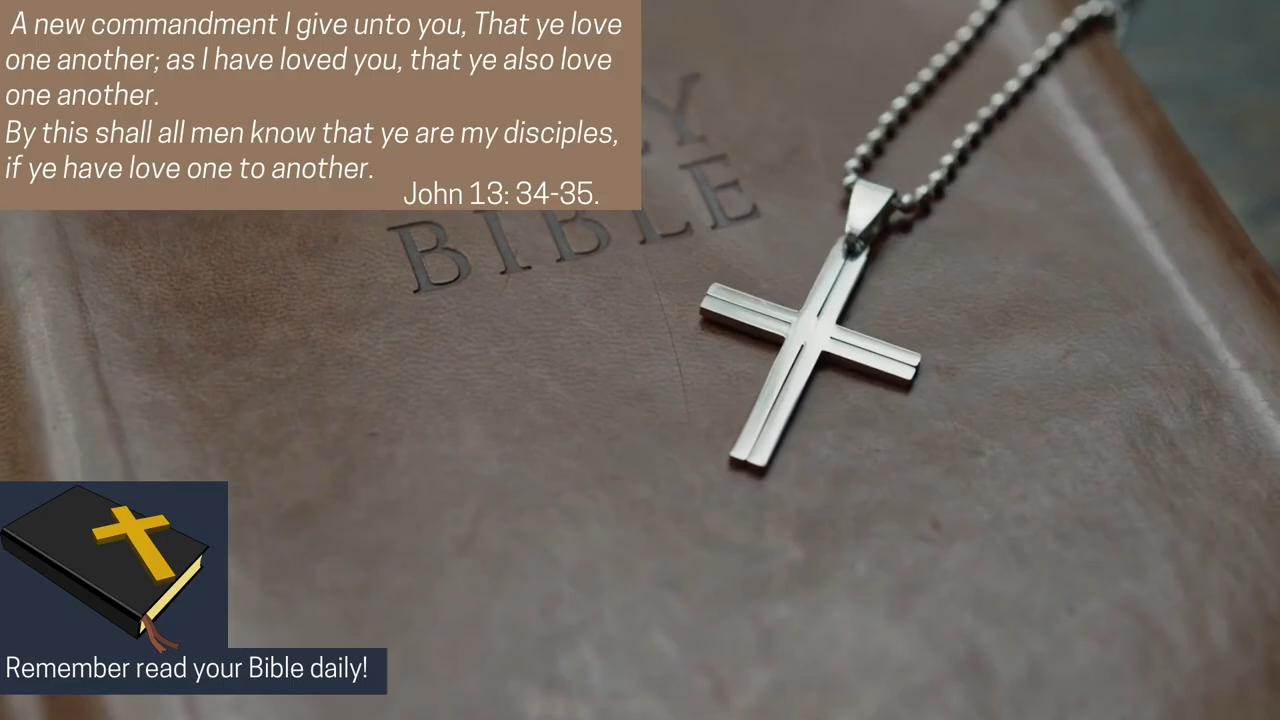 A new commandment I give unto you, That ye love
one another; as I have loved you, that ye also love
one another.
By this shall all men know that ye are my disciples,
if ye have love one to another.
John 13: 34-35.
BIBLE
Remember read your Bible daily!